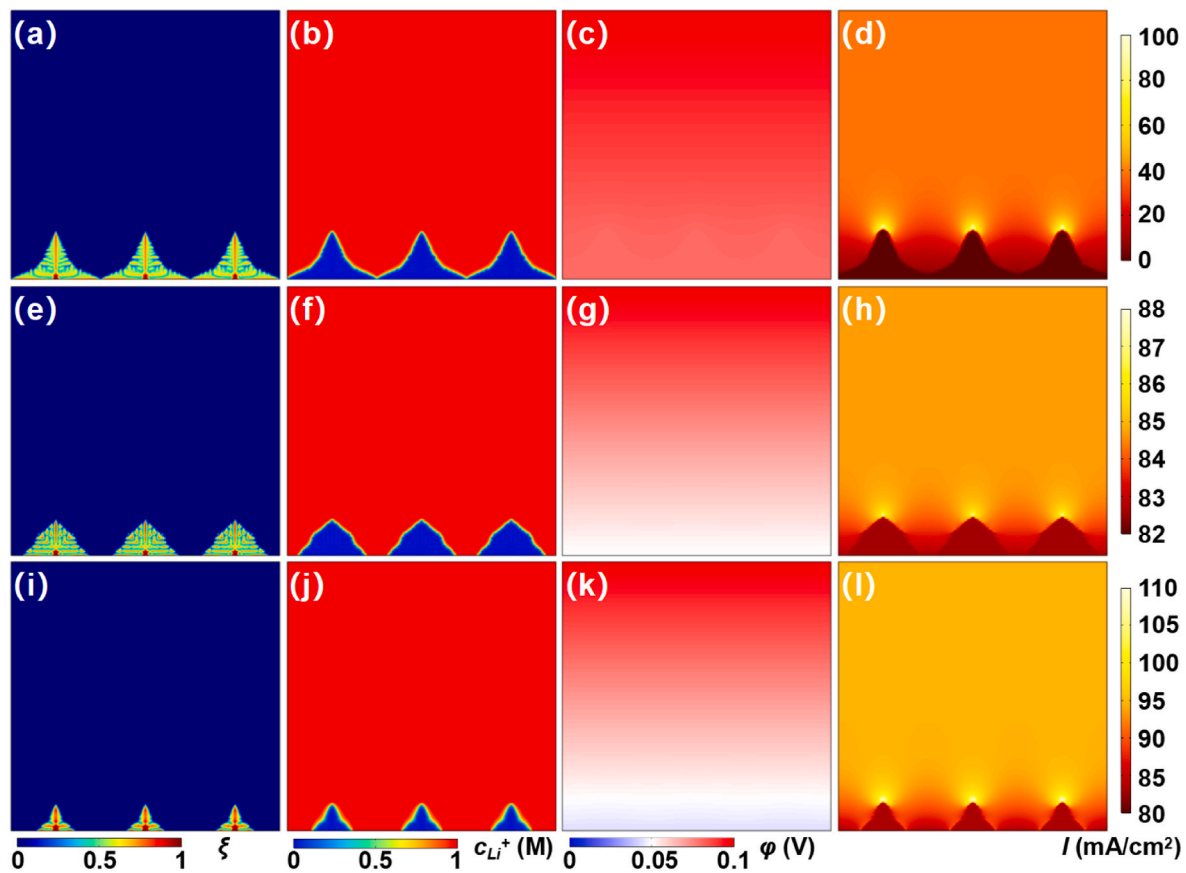 (a) (b) (c) (d)
100
80
60
40
20
0
(e) (f) (g) (h)
88
87
86
85
84
83
82
(i) (j) (k) (l)
110
105
100
95
90
85
80
0 0.5 ξ 1
0 0.5 c_Li⁺ (M) 1
0 0.05 φ (V) 0.1
I (mA/cm²)